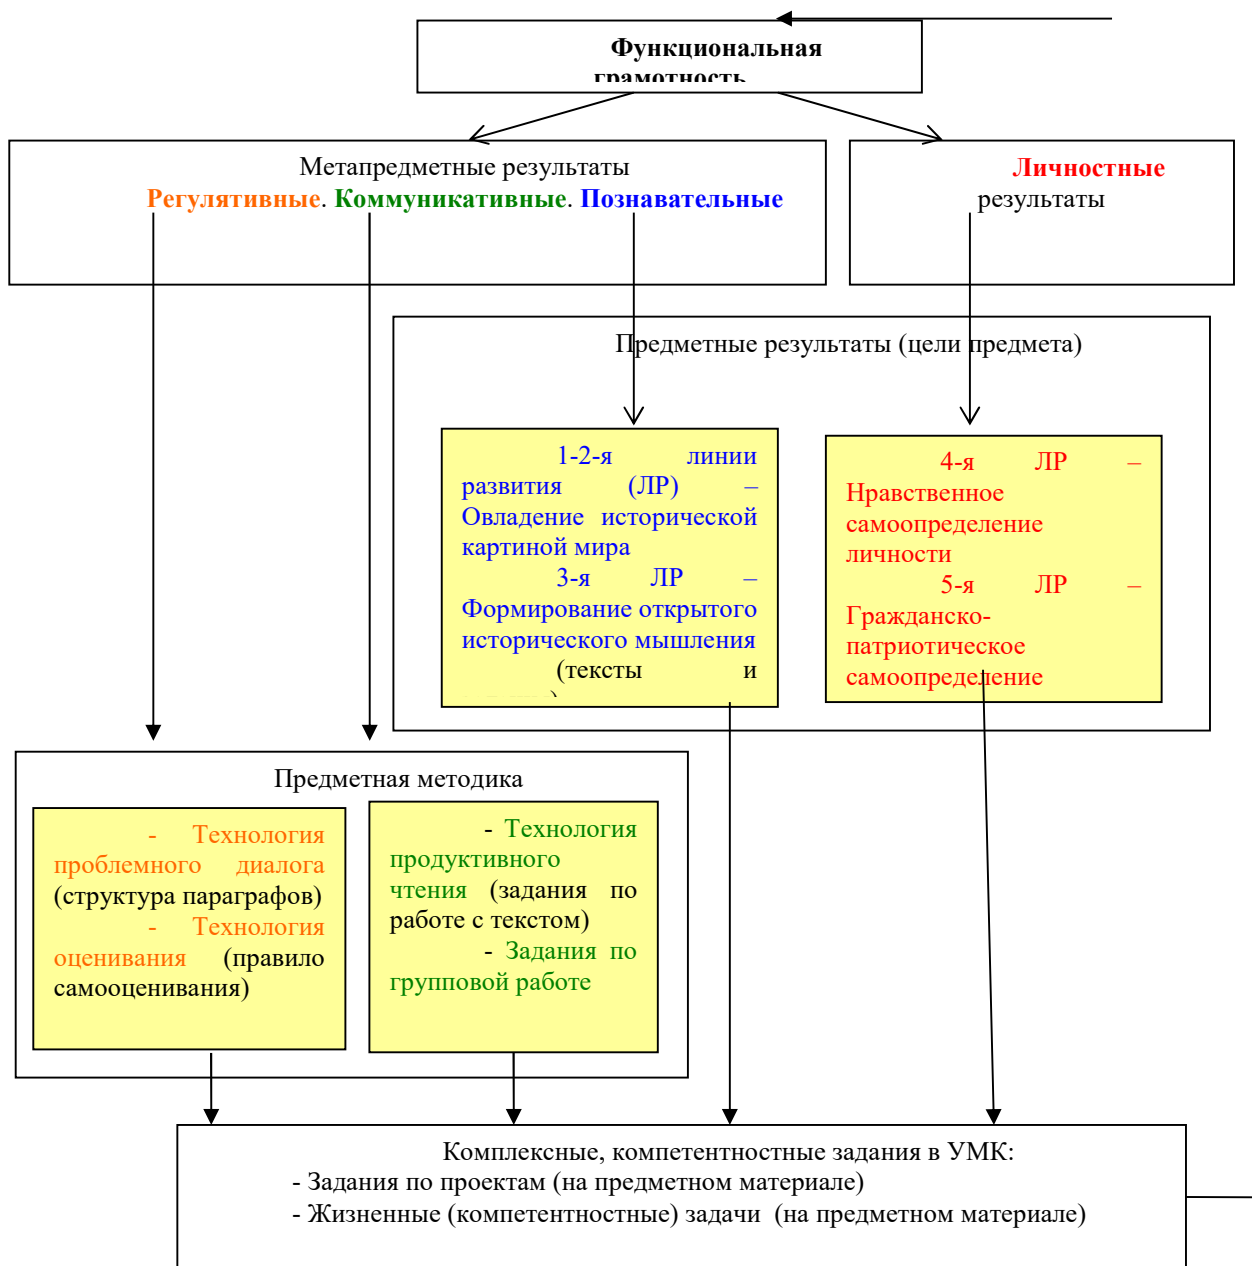 Функциональная
грамотность
Метапредметные результаты
Регулятивные. Коммуникативные. Познавательные
Личностные
результаты
Предметные результаты (цели предмета)
1-2-я линии
развития (ЛР) –
Овладение исторической
картиной мира
3-я ЛР –
Формирование открытого
исторического мышления
(тексты и
4-я ЛР –
Нравственное
самоопределение
личности
5-я ЛР –
Гражданско-
патриотическое
самоопределение
Предметная методика
- Технология
проблемного диалога
(структура параграфов)
- Технология
оценивания (правило
самооценивания)
- Технология
продуктивного
чтения (задания по
работе с текстом)
- Задания по
групповой работе
Комплексные, компетентностные задания в УМК:
- Задания по проектам (на предметном материале)
- Жизненные (компетентностные) задачи (на предметном материале)